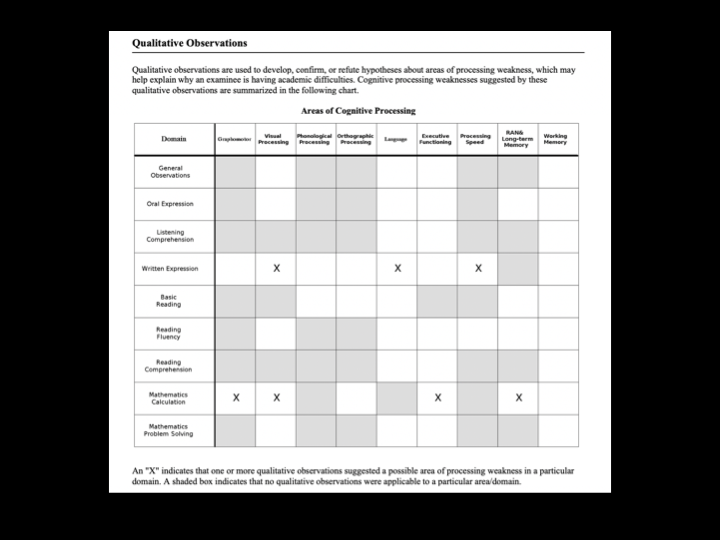 Qualitative Observations
Qualitative observations are used to develop, confirm, or refute hypotheses about areas of processing weakness, which may
help explain why an examinee is having academic difficulties. Cognitive processing weaknesses suggested by these
qualitative observations are summarized in the following chart.
Areas of Cognitive Processing
Domain Graphomotor Visual Processing Phonological Processing Orthographic Processing Language Executive Functioning Processing Speed RAN& Long-term Memory Working Memory
General Observations
Oral Expression
Listening Comprehension
Written Expression X X X
Basic Reading
Reading Fluency
Reading Comprehension
Mathematics Calculation X X X X
Mathematics Problem Solving
An "X" indicates that one or more qualitative observations suggested a possible area of processing weakness in a particular
domain. A shaded box indicates that no qualitative observations were applicable to a particular area/domain.